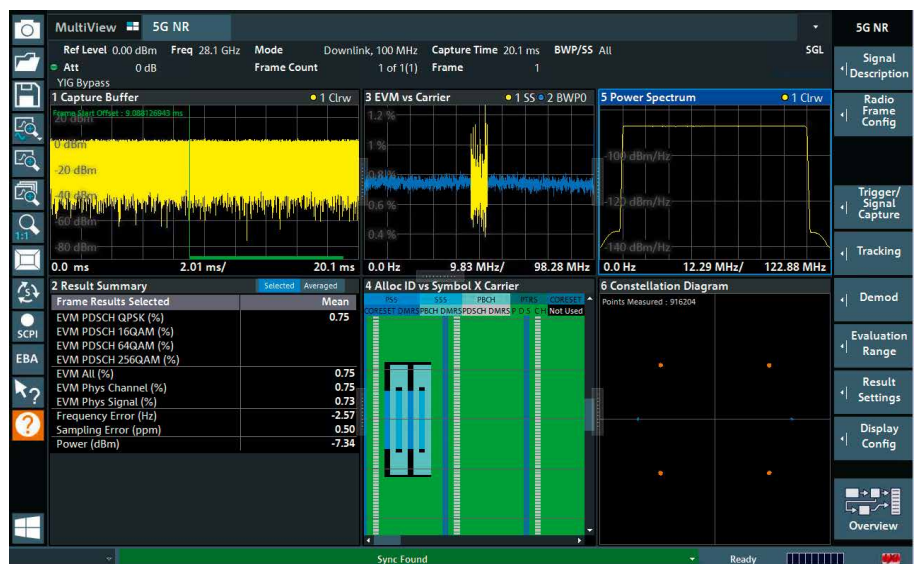 MultiView 5G NR
5G NR
Ref Level 0.00 dBm Freq 28.1 GHz Mode Downlink, 100 MHz Capture Time 20.1 ms BWP/SS All SGL
Att 0 dB Frame Count 1 of 1(1) Frame 1
YIG Bypass
Signal Description
Radio Frame Config
Trigger/ Signal Capture
Tracking
Demod
Evaluation Range
Result Settings
Display Config
Overview
1:1
SCPI
EBA
?
?
1 Capture Buffer 1 Clrw
Frame Start Offset : 9.088126943 ms
20 dBm
0 dBm
-20 dBm
-40 dBm
-60 dBm
-80 dBm
0.0 ms 2.01 ms/ 20.1 ms
3 EVM vs Carrier 1 SS 2 BWP0
1.2 %
1 %
0.8 %
0.6 %
0.4 %
0.0 Hz 9.83 MHz/ 98.28 MHz
5 Power Spectrum 1 Clrw
-100 dBm/Hz
-120 dBm/Hz
-140 dBm/Hz
0.0 Hz 12.29 MHz/ 122.88 MHz
2 Result Summary Selected Averaged
Frame Results Selected Mean
EVM PDSCH QPSK (%) 0.75
EVM PDSCH 16QAM (%)
EVM PDSCH 64QAM (%)
EVM PDSCH 256QAM (%)
EVM All (%) 0.75
EVM Phys Channel (%) 0.75
EVM Phys Signal (%) 0.73
Frequency Error (Hz) -2.57
Sampling Error (ppm) 0.50
Power (dBm) -7.34
4 Alloc ID vs Symbol X Carrier
PSS SSS PBCH PTRS CORESET
CORESET DMRS PBCH DMRS PDSCH DMRS P D S C H Not Used
6 Constellation Diagram
Points Measured : 916204
Sync Found Ready